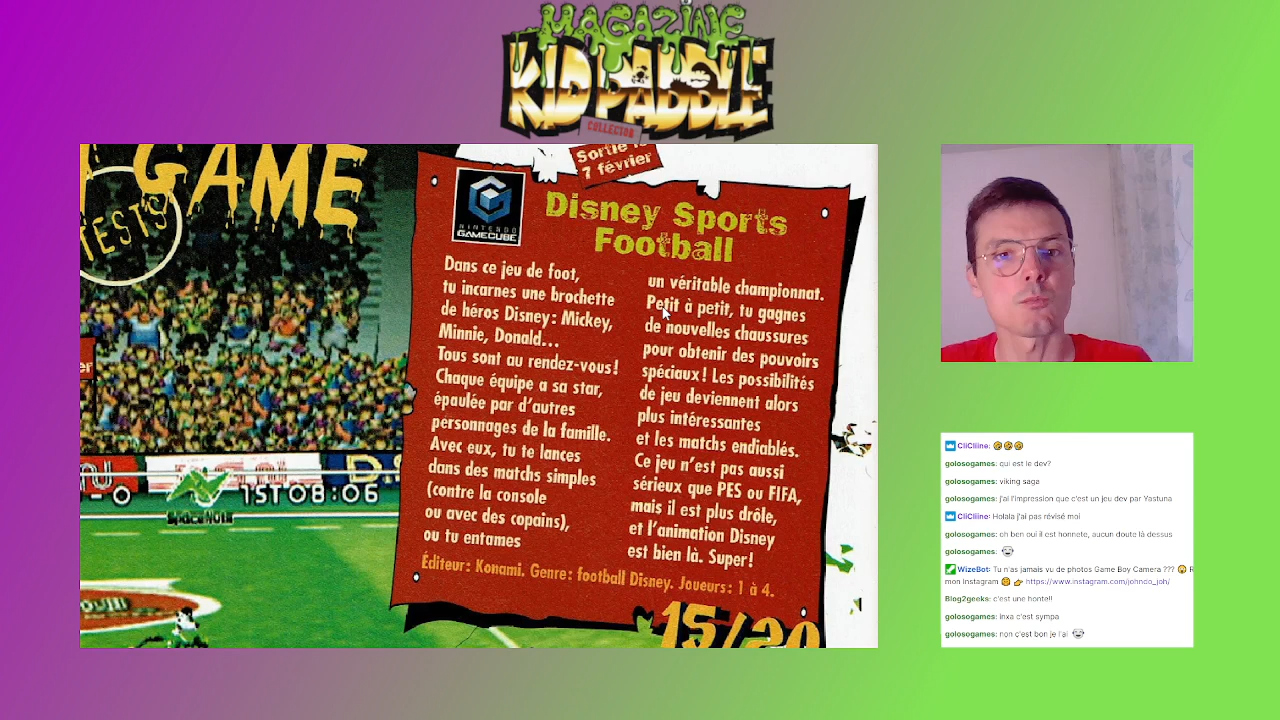 MAGAZINE
KID PADDLE
COLLECTOR
GAME
TESTS
Sortie le
7 février
NINTENDO
GAMECUBE
Disney Sports
Football
Dans ce jeu de foot,
tu incarnes une brochette
de héros Disney: Mickey,
Minnie, Donald...
Tous sont au rendez-vous!
Chaque équipe a sa star,
épaulée par d'autres
personnages de la famille.
Avec eux, tu te lances
dans des matchs simples
(contre la console
ou avec des copains),
ou tu entames
un véritable championnat.
Petit à petit, tu gagnes
de nouvelles chaussures
pour obtenir des pouvoirs
spéciaux! Les possibilités
de jeu deviennent alors
plus intéressantes
et les matchs endiablés.
Ce jeu n'est pas aussi
sérieux que PES ou FIFA,
mais il est plus drôle,
et l'animation Disney
est bien là. Super!
Éditeur: Konami. Genre: football Disney. Joueurs: 1 à 4.
15/20
1ST 08:06
CliCliine:
golosogames: qui est le dev?
golosogames: viking saga
golosogames: j'ai l'impression que c'est un jeu dev par Yastuna
CliCliine: Holala j'ai pas révisé moi
golosogames: oh ben oui il est honnete, aucun doute là dessus
golosogames:
WizeBot: Tu n'as jamais vu de photos Game Boy Camera ??? R
mon Instagram https://www.instagram.com/johnco_joh/
Blog2geeks: c'est une honte!!
golosogames: inxa c'est sympa
golosogames: non c'est bon je l'ai